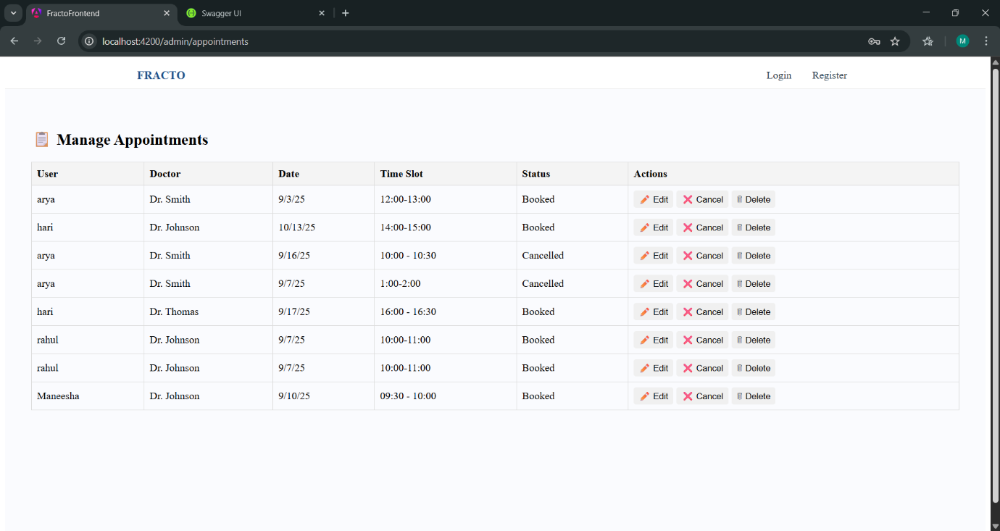 FractoFrontend
Swagger UI
localhost:4200/admin/appointments
M
FRACTO
Login Register
Manage Appointments
User Doctor Date Time Slot Status Actions
arya Dr. Smith 9/3/25 12:00-13:00 Booked Edit Cancel Delete
hari Dr. Johnson 10/13/25 14:00-15:00 Booked Edit Cancel Delete
arya Dr. Smith 9/16/25 10:00 - 10:30 Cancelled Edit Cancel Delete
arya Dr. Smith 9/7/25 1:00-2:00 Cancelled Edit Cancel Delete
hari Dr. Thomas 9/17/25 16:00 - 16:30 Booked Edit Cancel Delete
rahul Dr. Johnson 9/7/25 10:00-11:00 Booked Edit Cancel Delete
rahul Dr. Johnson 9/7/25 10:00-11:00 Booked Edit Cancel Delete
Maneesha Dr. Johnson 9/10/25 09:30 - 10:00 Booked Edit Cancel Delete